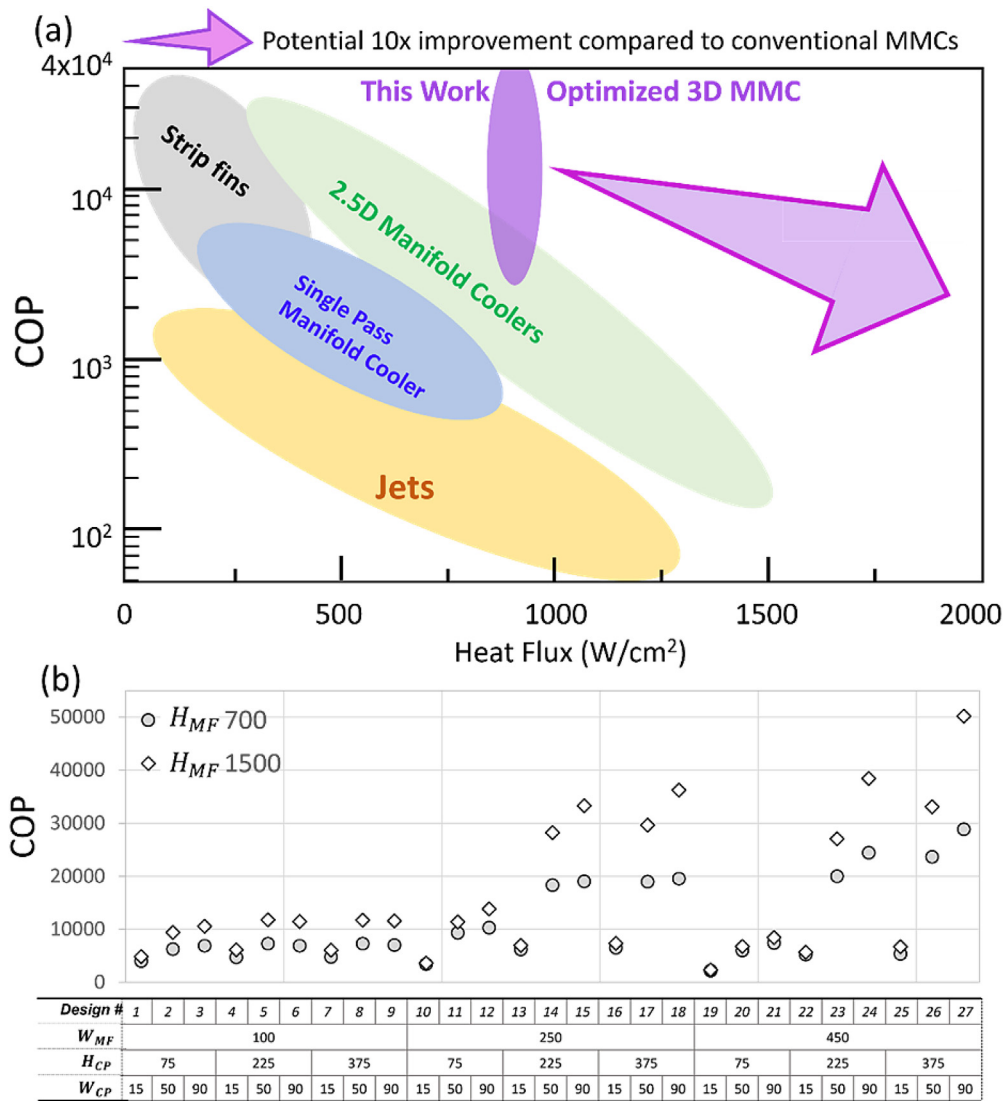 (a)
Potential 10x improvement compared to conventional MMCs
4x10⁴
This Work Optimized 3D MMC
Strip fins
10⁴
2.5D Manifold Coolers
Single Pass
Manifold Cooler
COP
10³
Jets
10²
0 500 1000 1500 2000
Heat Flux (W/cm²)
(b)
50000
H_MF 700
40000
H_MF 1500
COP
30000
20000
10000
0
Design # 1 2 3 4 5 6 7 8 9 10 11 12 13 14 15 16 17 18 19 20 21 22 23 24 25 26 27
W_MF 100 250 450
H_CP 75 225 375 75 225 375 75 225 375
W_CP 15 50 90 15 50 90 15 50 90 15 50 90 15 50 90 15 50 90 15 50 90 15 50 90 15 50 90